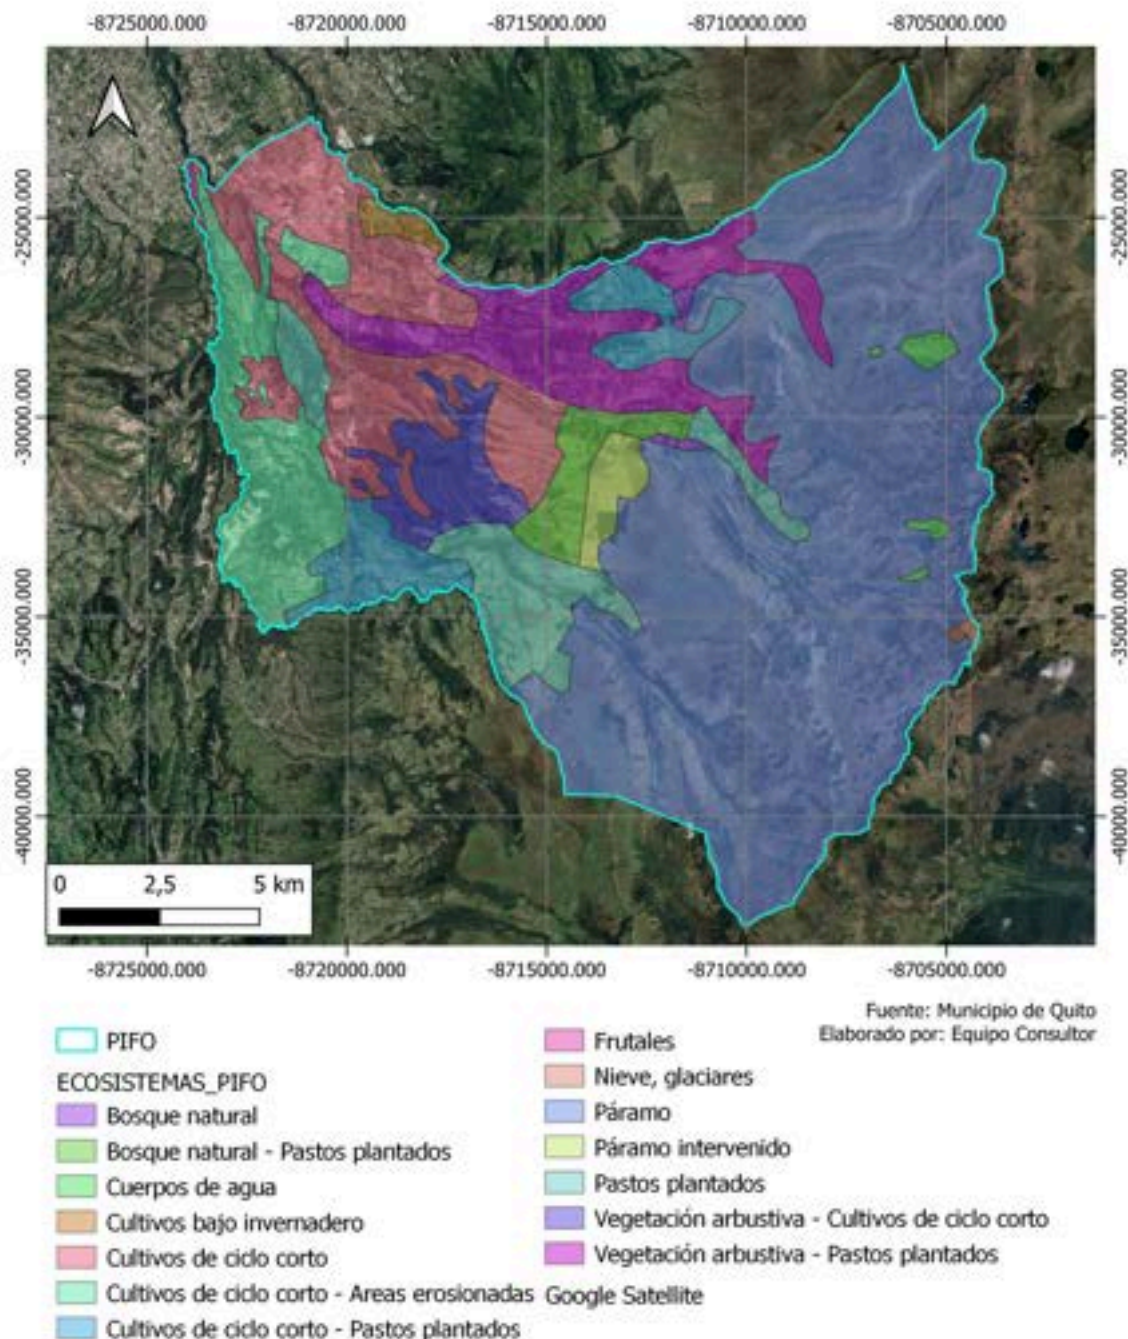 -8725000.000 -8720000.000 -8715000.000 -8710000.000 -8705000.000
-25000.000
-30000.000
-35000.000
-40000.000
-25000.000
-30000.000
-35000.000
-40000.000
0 2,5 5 km
-8725000.000 -8720000.000 -8715000.000 -8710000.000 -8705000.000
Fuente: Municipio de Quito
Elaborado por: Equipo Consultor
PIFO
ECOSISTEMAS_PIFO
Bosque natural
Bosque natural - Pastos plantados
Cuerpos de agua
Cultivos bajo invernadero
Cultivos de ciclo corto
Cultivos de ciclo corto - Areas erosionadas
Cultivos de ciclo corto - Pastos plantados
Frutales
Nieve, glaciares
Páramo
Páramo intervenido
Pastos plantados
Vegetación arbustiva - Cultivos de ciclo corto
Vegetación arbustiva - Pastos plantados
Google Satellite